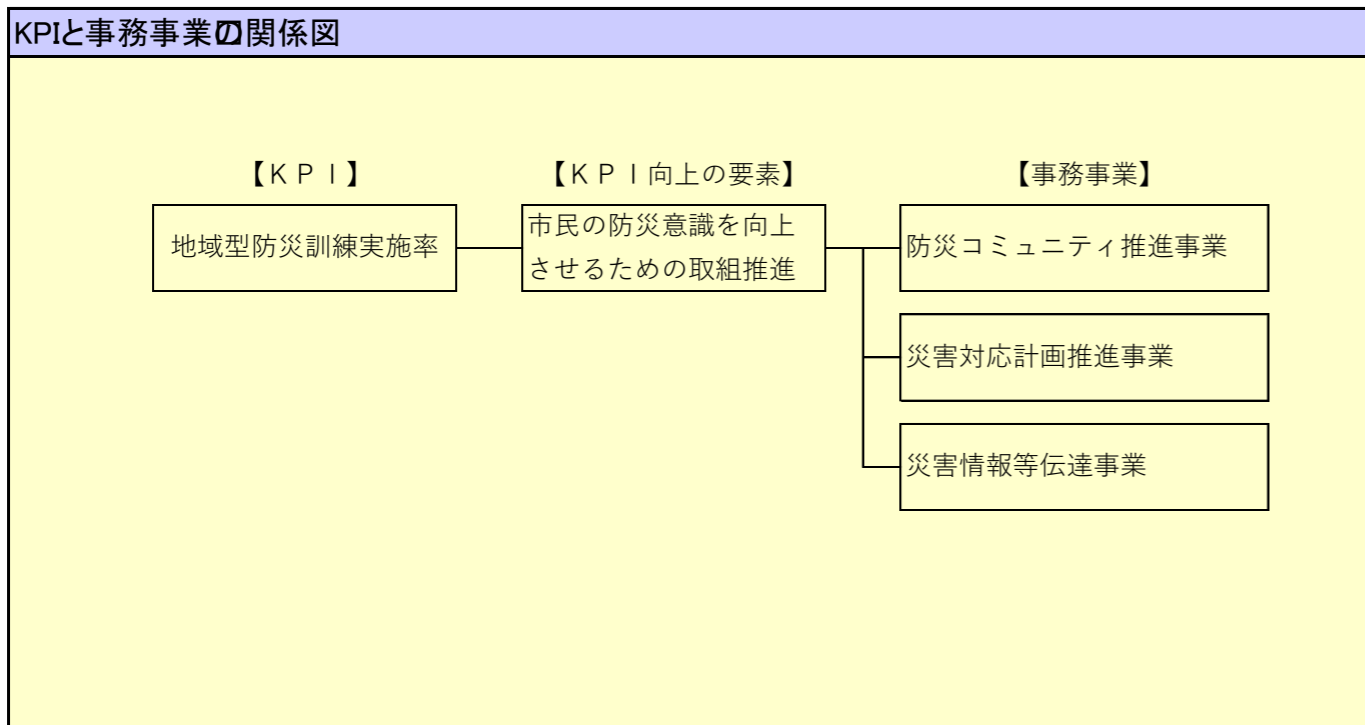 KPIと事務事業の関係図
【ＫＰＩ】
【ＫＰＩ向上の要素】
【事務事業】
地域型防災訓練実施率
市民の防災意識を向上
させるための取組推進
防災コミュニティ推進事業
災害対応計画推進事業
災害情報等伝達事業